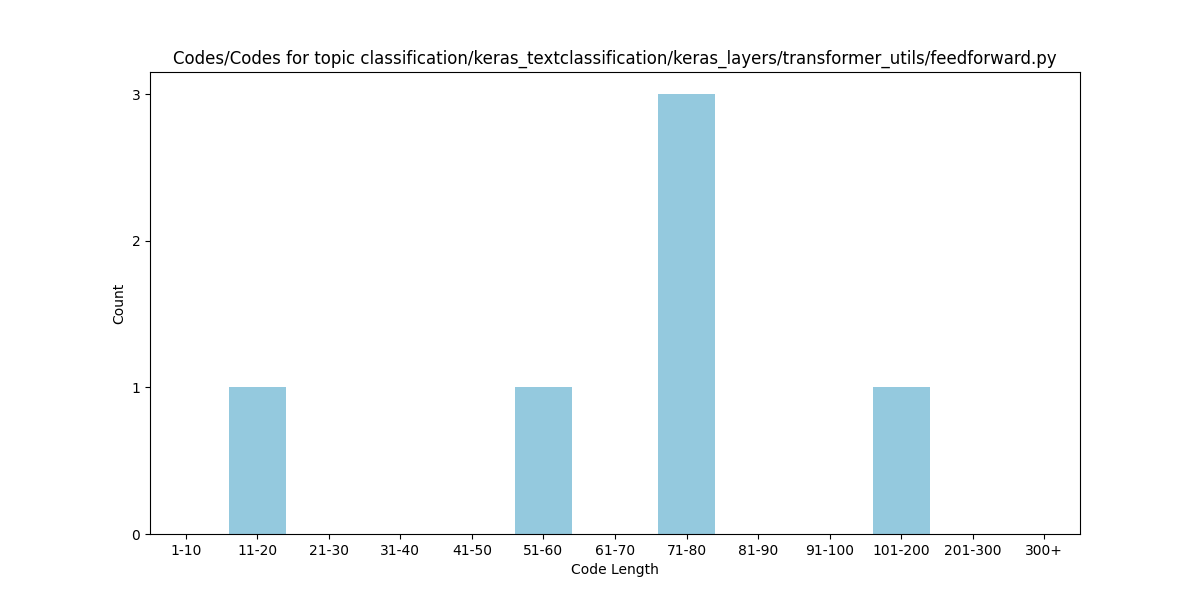 Codes/Codes for topic classification/keras_textclassification/keras_layers/transformer_utils/feedforward.py
3
2
1
0
Count
1-10 11-20 21-30 31-40 41-50 51-60 61-70 71-80 81-90 91-100 101-200 201-300 300+
Code Length